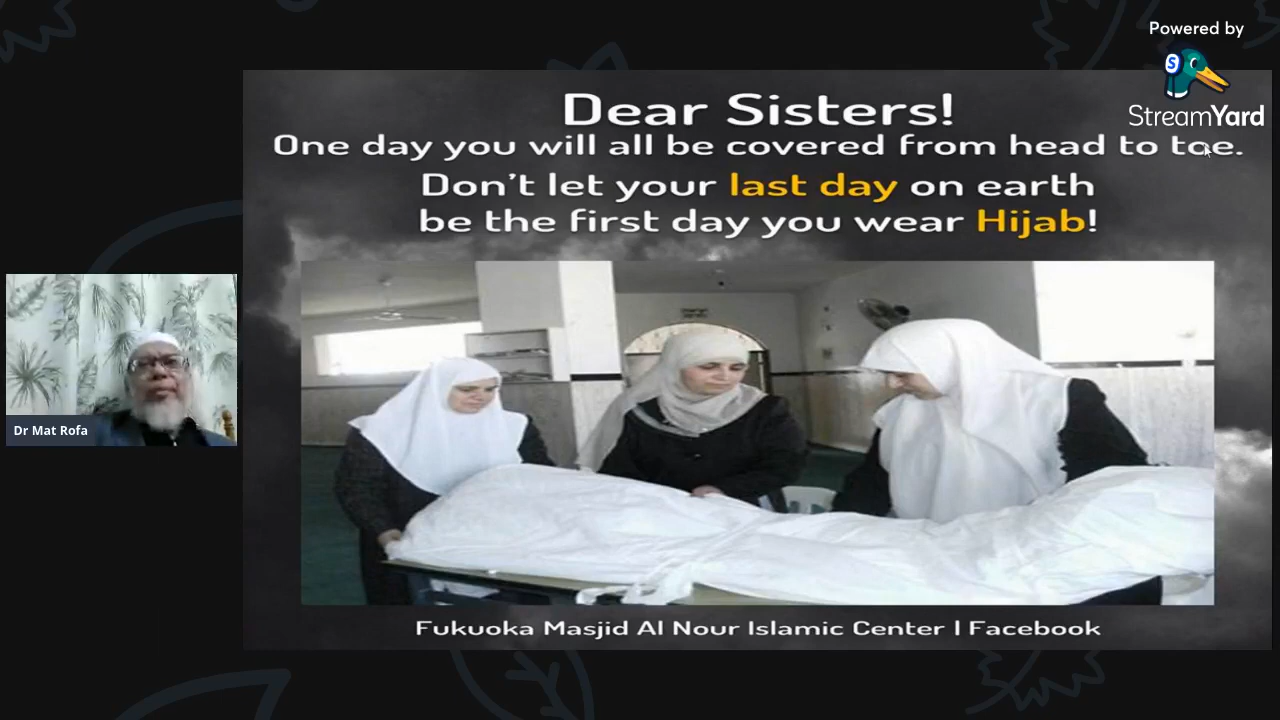 Powered by
StreamYard
Dear Sisters!
One day you will all be covered from head to toe.
Don't let your last day on earth
be the first day you wear Hijab!
Dr Mat Rofa
Fukuoka Masjid Al Nour Islamic Center | Facebook